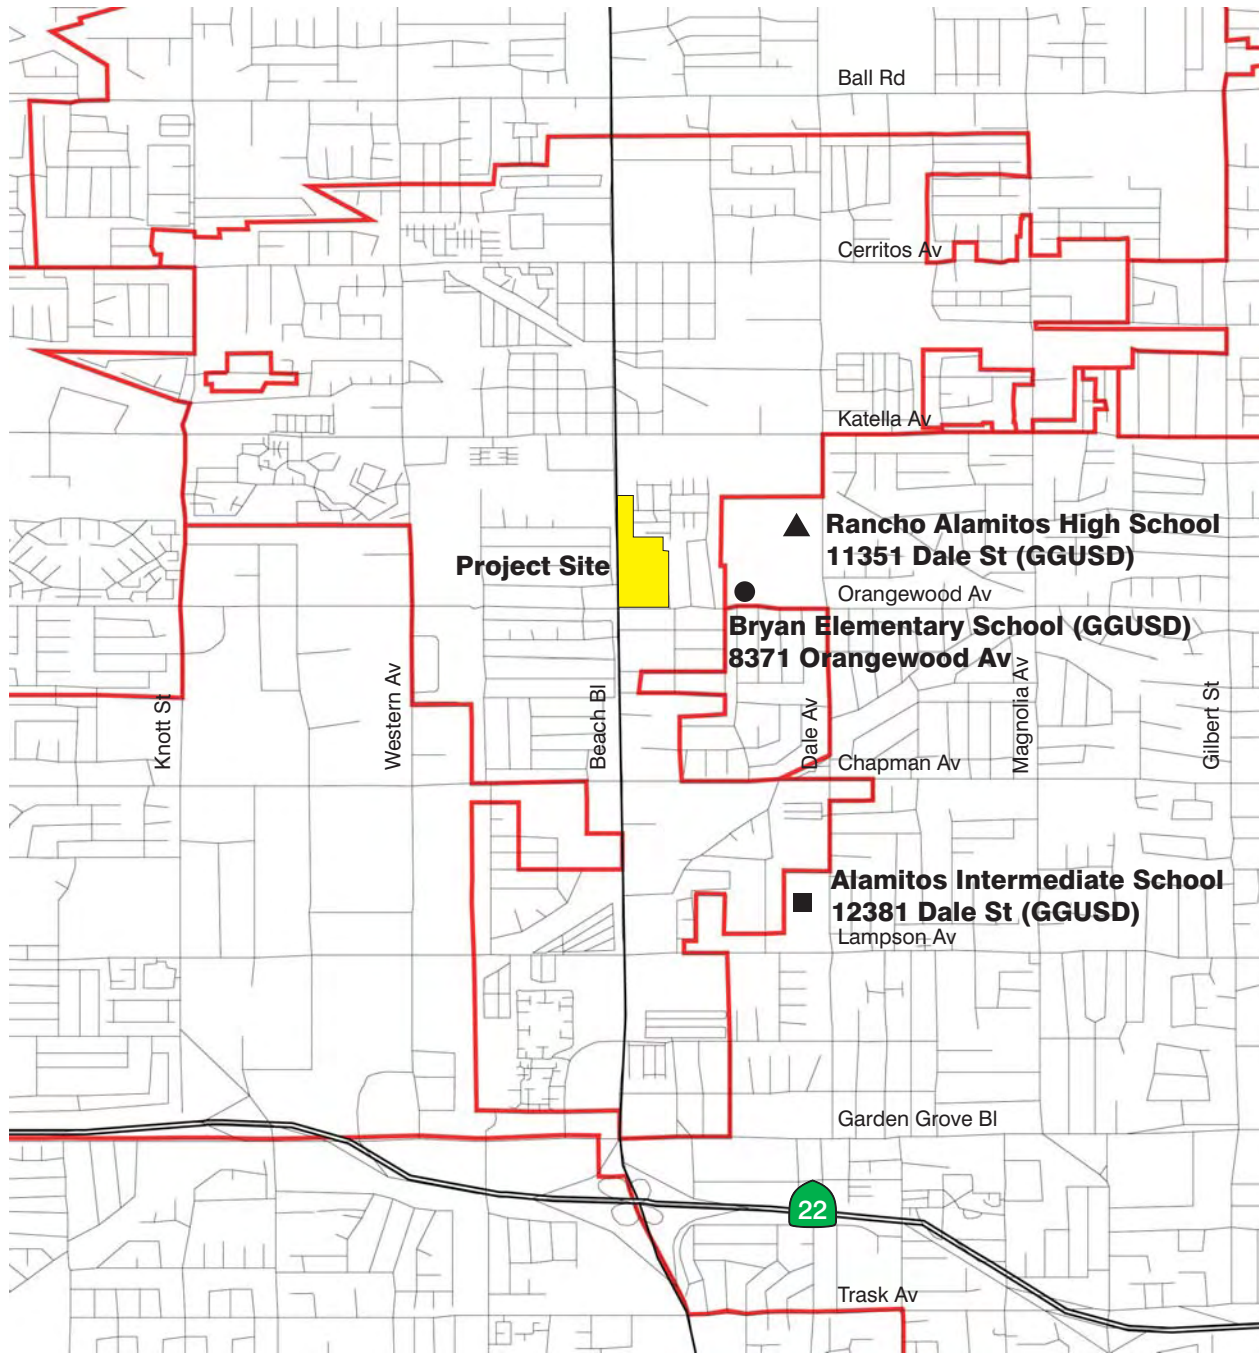 Ball Rd
Cerritos Av
Katella Av
Rancho Alamitos High School
11351 Dale St (GGUSD)
Project Site
Orangewood Av
Bryan Elementary School (GGUSD)
8371 Orangewood Av
Knott St
Western Av
Beach Bl
Dale Av
Magnolia Av
Gilbert St
Chapman Av
Alamitos Intermediate School
12381 Dale St (GGUSD)
Lampson Av
Garden Grove Bl
22
Trask Av